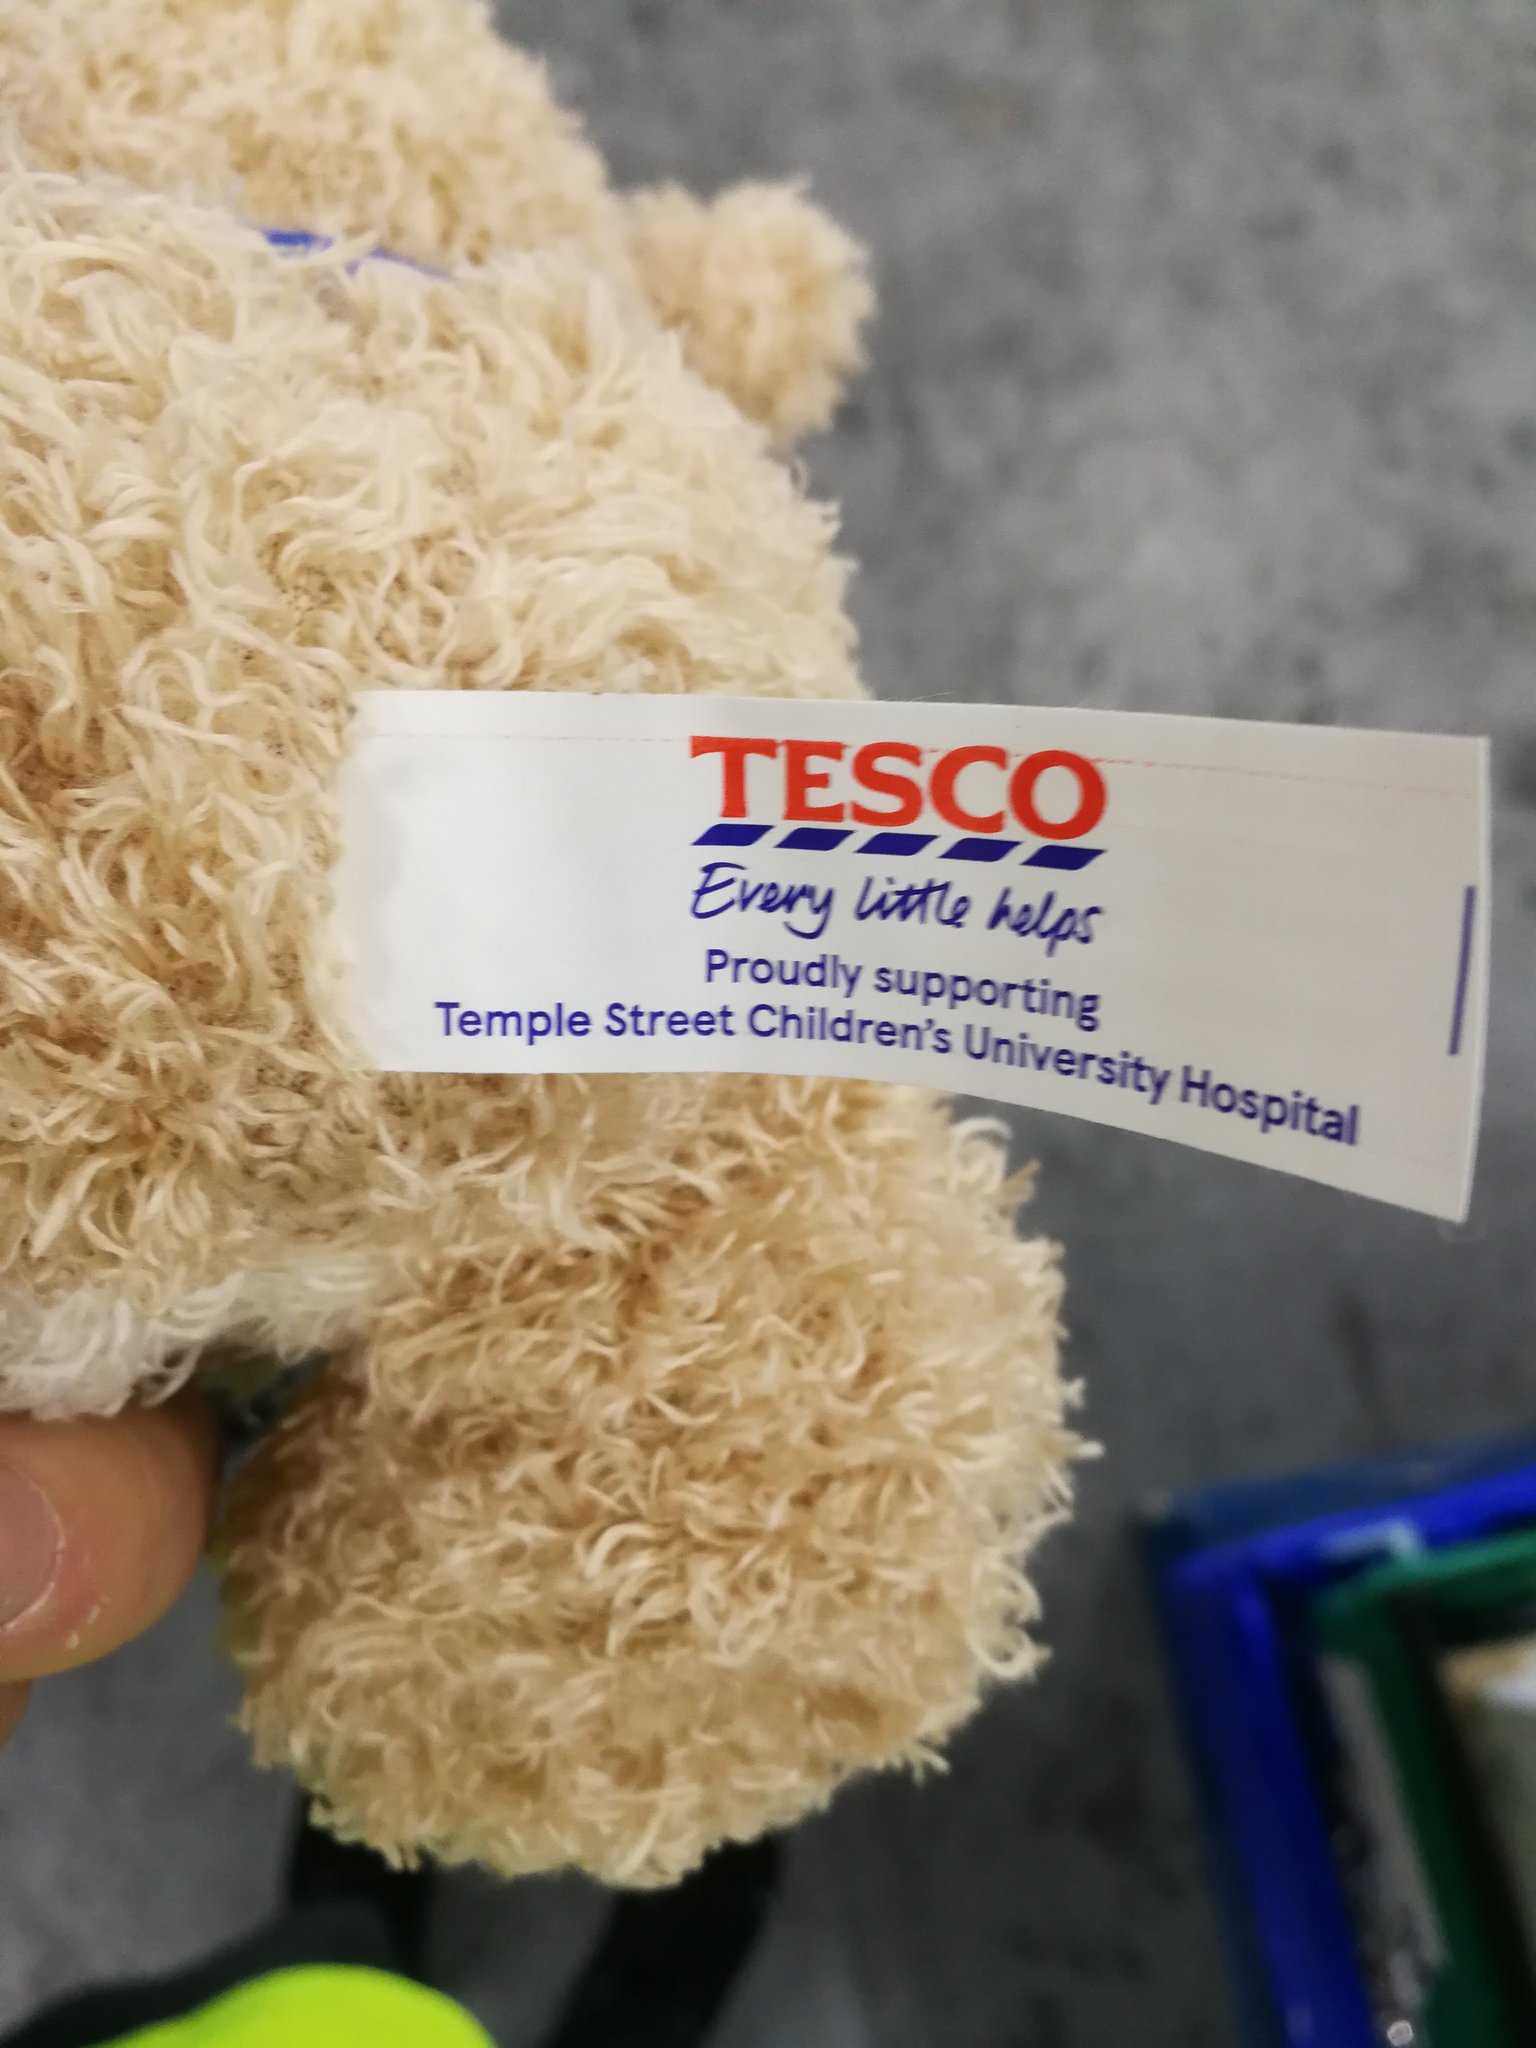 TESCO
Every little helps
Proudly supporting
Temple Street Children's University Hospital